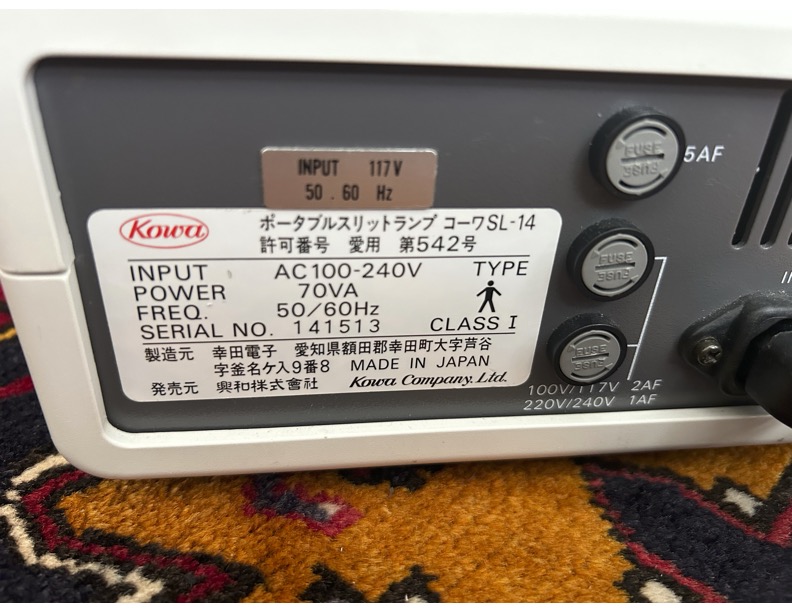 INPUT 117V
50.60 Hz
Kowa
ポータブルスリットランプ コーワSL-14
許可番号 愛用 第542号
INPUT AC100-240V TYPE
POWER 70VA
FREQ. 50/60Hz
SERIAL NO. 141513 CLASS I
製造元 幸田電子 愛知県額田郡幸田町大字芦谷
字釜名ケ入9番8 MADE IN JAPAN
発売元 興和株式會社 Kowa Company, Ltd.
FUSE
FUSE
5AF
FUSE
FUSE
FUSE
FUSE
100V/117V 2AF
220V/240V 1AF